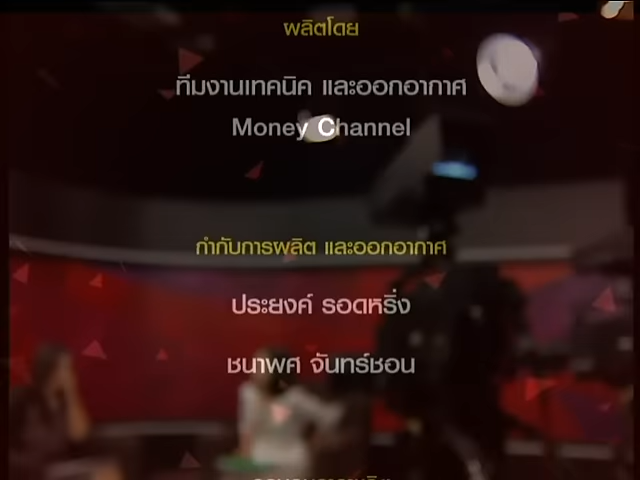 ผลิตโดย
ทีมงานเทคนิค และออกอากาศ
Money Channel
กำกับการผลิต และออกอากาศ
ประยงค์ รอดหริ่ง
ชนาพศ จันทร์ชอน